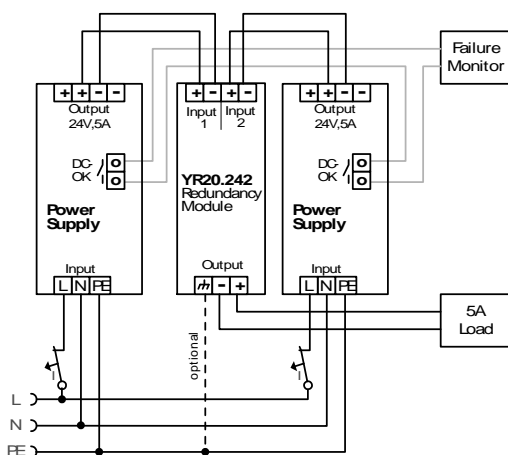 Failure
Monitor
+ + - -
Output
24V,5A
DC-
OK
Power
Supply
Input
L N PE
+ - + -
Input Input
1 2
YR20.242
Redundancy
Module
Output
- +
+ + - -
Output
24V,5A
DC-
OK
Power
Supply
Input
L N PE
5A
Load
optional
I
I
L
N
PE